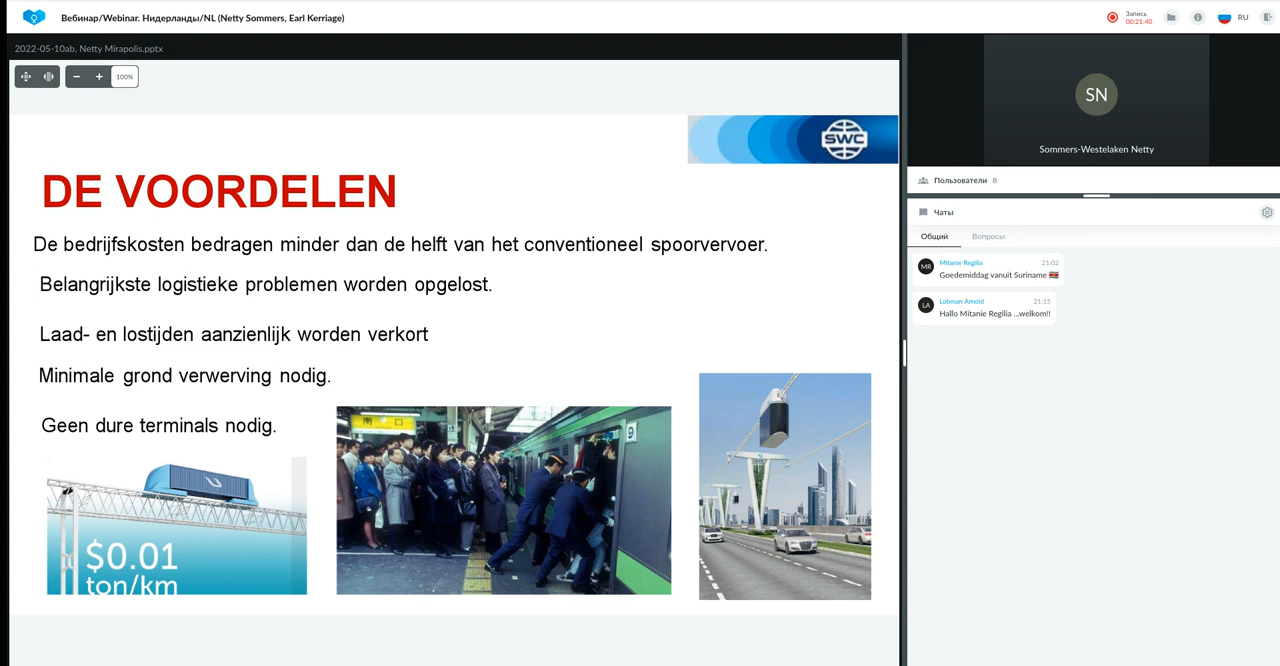 Вебинар/Webinar. Нидерланды/NL (Netty Sommers, Earl Kerriage)
Запись
00:21:40
RU
2022-05-10ab, Netty Mirapolis.pptx
100%
SWC
DE VOORDELEN
De bedrijfskosten bedragen minder dan de helft van het conventioneel spoorvervoer.
Belangrijkste logistieke problemen worden opgelost.
Laad- en lostijden aanzienlijk worden verkort
Minimale grond verwerving nodig.
Geen dure terminals nodig.
$0.01
ton/km
南 口
9
SN
Sommers-Westelaken Netty
Пользователи 8
Чаты
Общий Вопросы
MR
Mitanie Regilia 21:02
Goedemiddag vanuit Suriname 🇸🇷
LA
Lobman Arnold 21:15
Hallo Mitanie Regilia ...welkom!!